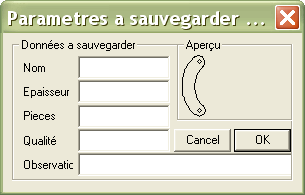 Parametres a sauvegarder ...
Données a sauvegarder
Aperçu
Nom
Epaisseur
Pieces
Qualité
Cancel OK
Observatic